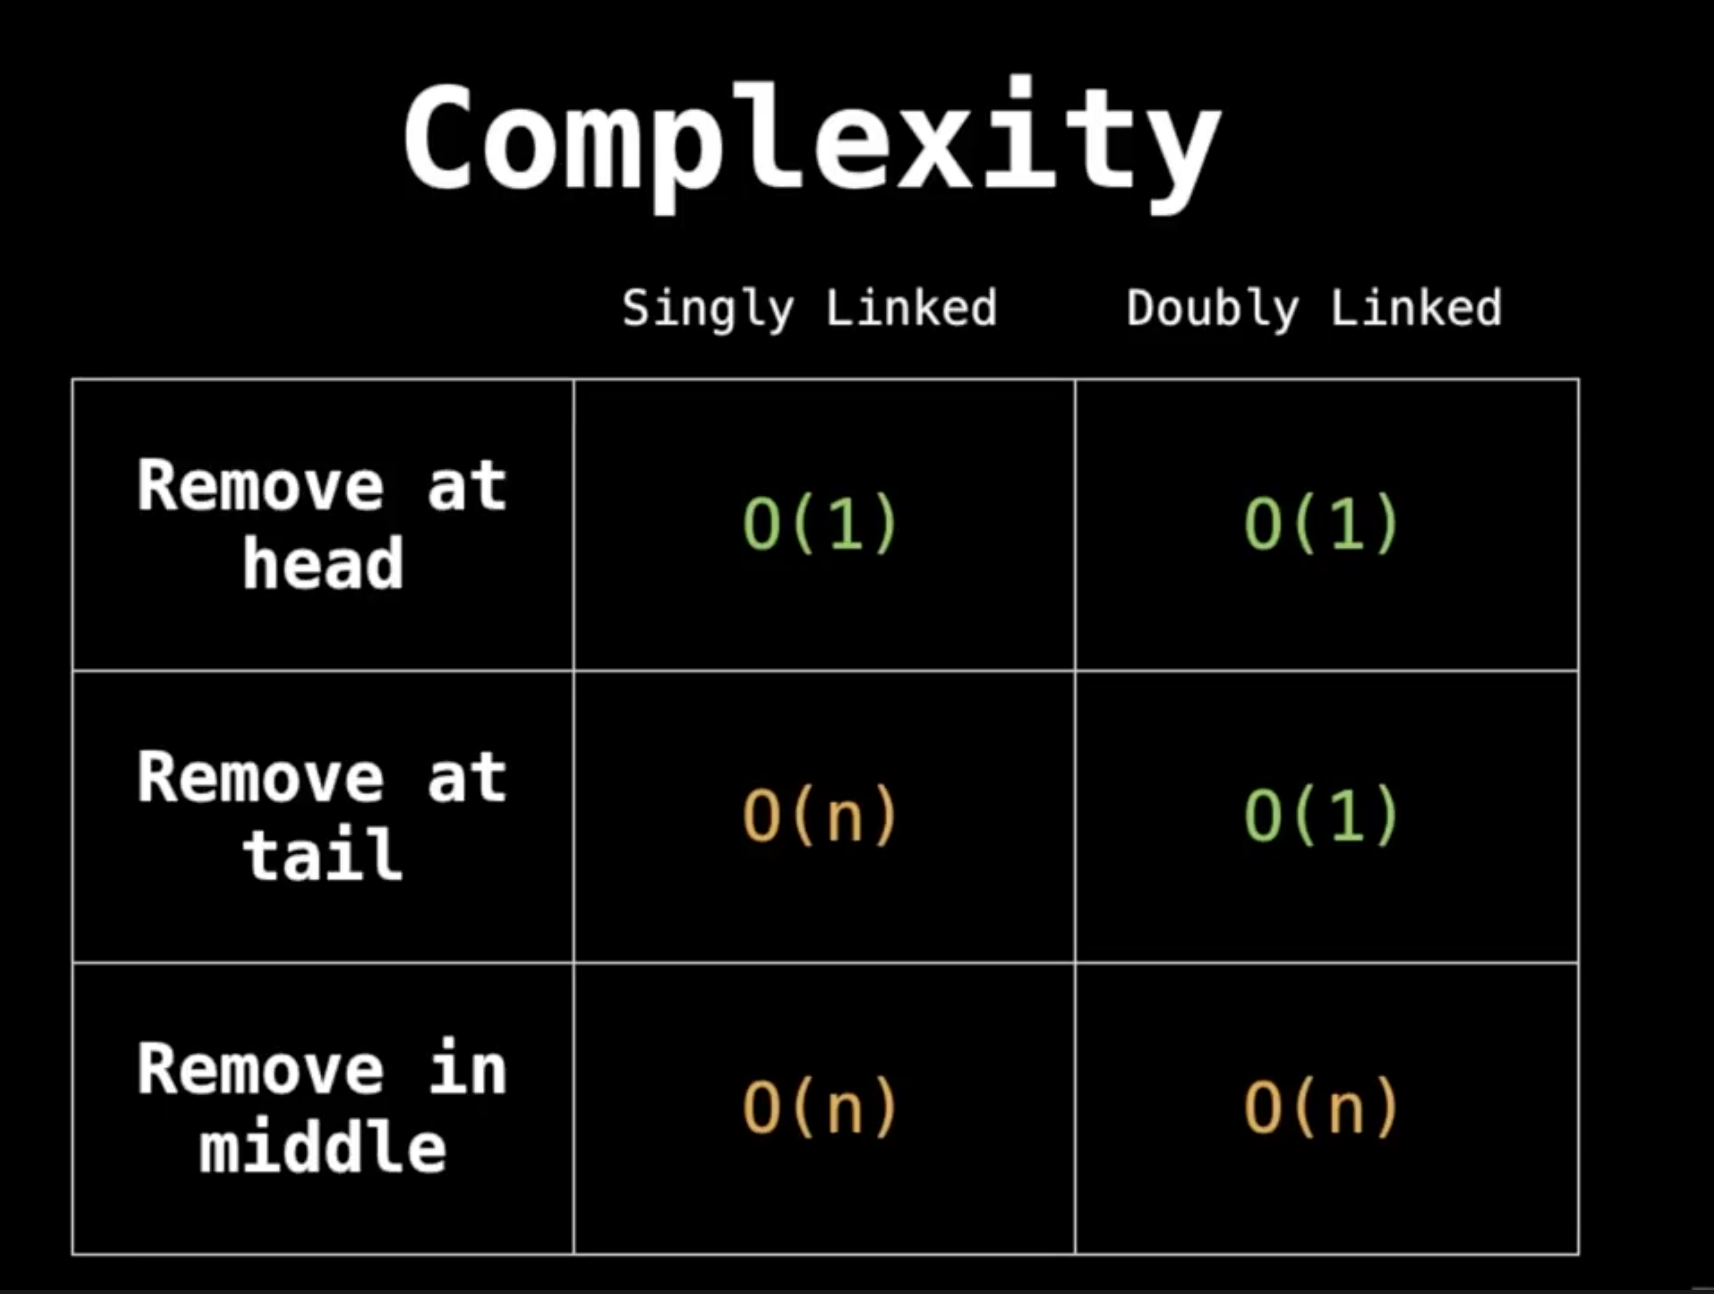 Complexity
Singly Linked Doubly Linked
Remove at
head
O(1) O(1)
Remove at
tail
O(n) O(1)
Remove in
middle
O(n) O(n)